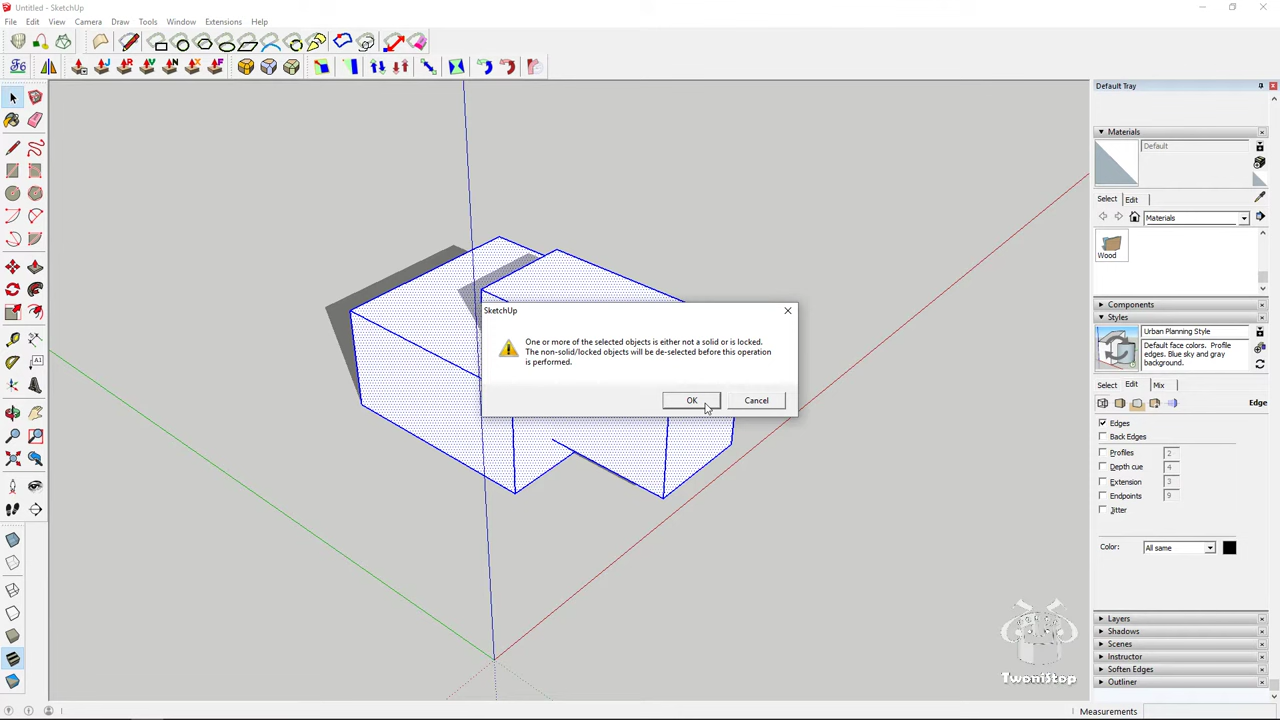 Untitled - SketchUp
File Edit View Camera Draw Tools Window Extensions Help
Default Tray
Materials
Default
Select Edit
Materials
Wood
Components
Styles
Urban Planning Style
Default face colors. Profile
edges. Blue sky and gray
background.
Select Edit Mix
Edge
Edges
Back Edges
Profiles 2
Depth cue 4
Extension 3
Endpoints 9
Jitter
Color: All same
Layers
Shadows
Scenes
Instructor
Soften Edges
Outliner
SketchUp
One or more of the selected objects is either not a solid or is locked.
The non-solid/locked objects will be de-selected before this operation
is performed.
OK Cancel
TwoniStop
Measurements